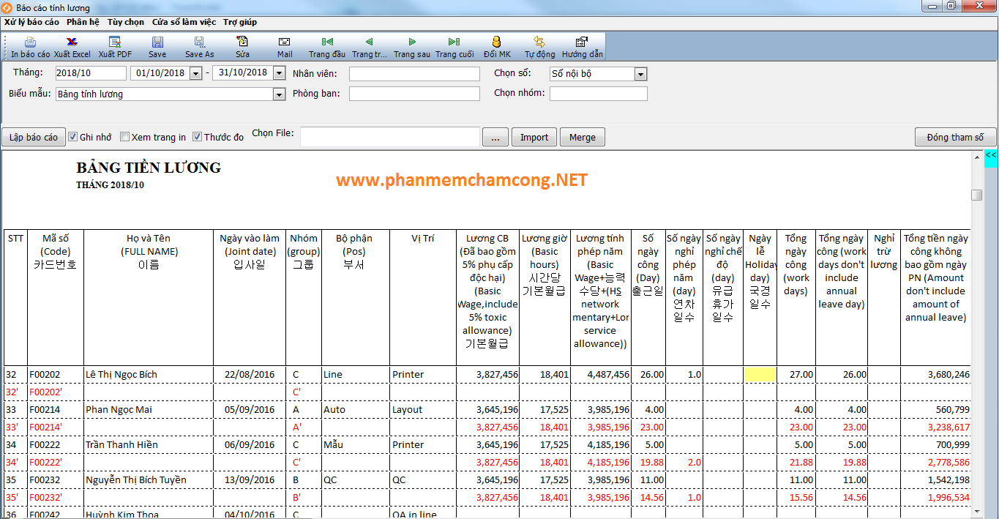 Báo cáo tính lương
Xử lý báo cáo Phân hệ Tùy chọn Cửa sổ làm việc Trợ giúp
In báo cáo Xuất Excel Xuất PDF Save Save As Sửa Mail Trang đầu Trang tr... Trang sau Trang cuối Đổi MK Tự động Hướng dẫn
Tháng: 2018/10 01/10/2018 - 31/10/2018 Nhân viên: Chọn sổ: Sổ nội bộ
Biểu mẫu: Bảng tính lương Phòng ban: Chọn nhóm:
Lập báo cáo Ghi nhớ Xem trang in Thước đo Chọn File: ... Import Merge Đóng tham số
<<
BẢNG TIỀN LƯƠNG
THÁNG 2018/10
www.phanmemchamcong.NET
STT
Mã số
(Code)
카드번호
Họ và Tên
(FULL NAME)
이름
Ngày vào làm
(Joint date)
입사일
Nhóm
(group)
그룹
Bộ phận
(Pos)
부서
Vị Trí
Lương CB
(Đã bao gồm
5% phụ cấp
độc hại)
(Basic
Wage,include
5% toxic
allowance)
기본월급
Lương giờ
(Basic
hours)
시간당
기본월급
Lương tính
phép năm
(Basic
Wage+능력
수당+(HS
network
mentary+Lor
service
allowance))
Số
ngày
công
(Day)
출근일
Số ngày
nghỉ
phép
năm
(day)
연차
일수
Số ngày
nghỉ chế
độ
(day)
유급
휴가
일수
Ngày
lễ
Holiday
day)
국경
일수
Tổng
ngày
công
(work
days)
Tổng ngày
công (work
days don't
include
annual
leave day)
Nghỉ
trừ
lương
Tổng tiền ngày
công không
bao gồm ngày
PN (Amount
don't include
amount of
annual leave)
32 F00202 Lê Thị Ngọc Bích 22/08/2016 C Line Printer 3,827,456 18,401 4,487,456 26.00 1.0 27.00 26.00 3,680,246
32' F00202' C'
33 F00214 Phan Ngọc Mai 05/09/2016 A Auto Layout 3,645,196 17,525 3,985,196 4.00 4.00 4.00 560,799
33' F00214' A' 3,827,456 18,401 3,985,196 23.00 23.00 23.00 3,238,617
34 F00222 Trần Thanh Hiền 06/09/2016 C Mẫu Printer 3,645,196 17,525 4,185,196 5.00 5.00 5.00 700,999
34' F00222' C' 3,827,456 18,401 4,185,196 19.88 2.0 21.88 19.88 2,778,586
35 F00232 Nguyễn Thị Bích Tuyền 13/09/2016 B QC QC 3,645,196 17,525 3,985,196 11.00 11.00 11.00 1,542,198
35' F00232' B' 3,827,456 18,401 3,985,196 14.56 1.0 15.56 14.56 1,996,534
36 F00242 Huỳnh Kim Thoa 04/10/2016 C QA in line